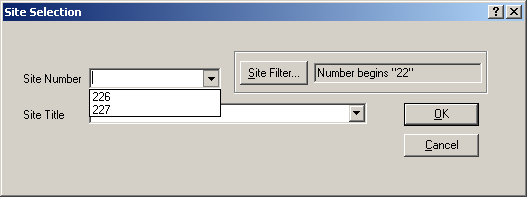 Site Selection
Site Number
Site Filter...
Number begins "22"
226
227
Site Title
OK
Cancel